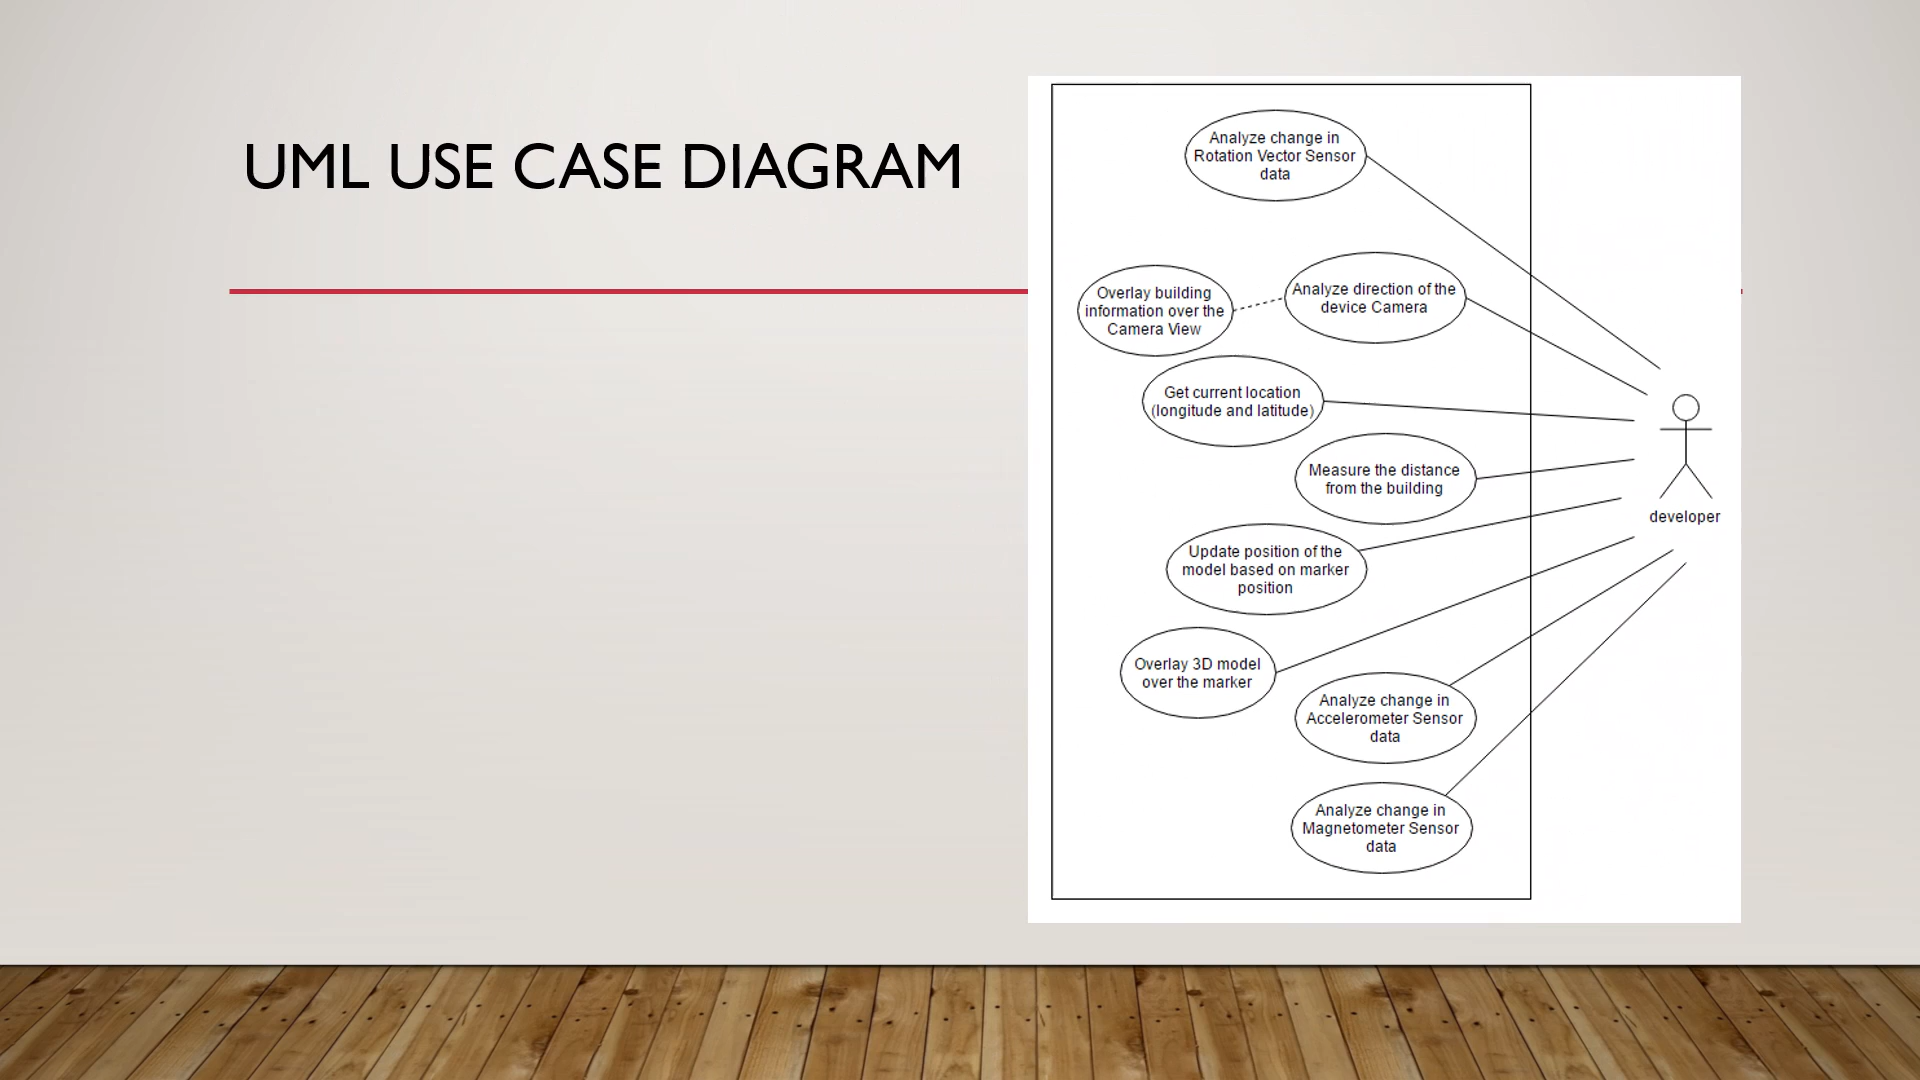 UML USE CASE DIAGRAM
Analyze change in
Rotation Vector Sensor
data
Overlay building
information over the
Camera View
Analyze direction of the
device Camera
Get current location
(longitude and latitude)
Measure the distance
from the building
developer
Update position of the
model based on marker
position
Overlay 3D model
over the marker
Analyze change in
Accelerometer Sensor
data
Analyze change in
Magnetometer Sensor
data